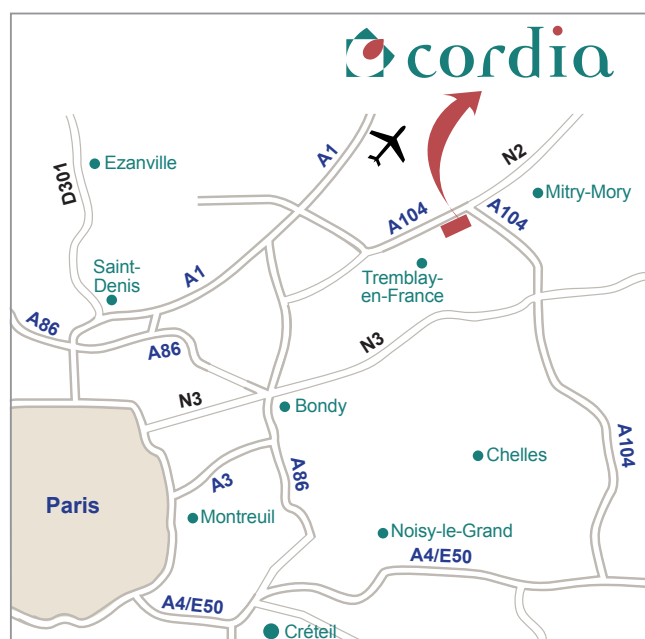 cordia
A1
N2
D301
Ezanville
Mitry-Mory
A104
A104
Saint-
Denis
A1
Tremblay-
en-France
A86
A86
N3
N3
Bondy
A104
Chelles
A86
A3
Paris
Montreuil
Noisy-le-Grand
A4/E50
A4/E50
Créteil